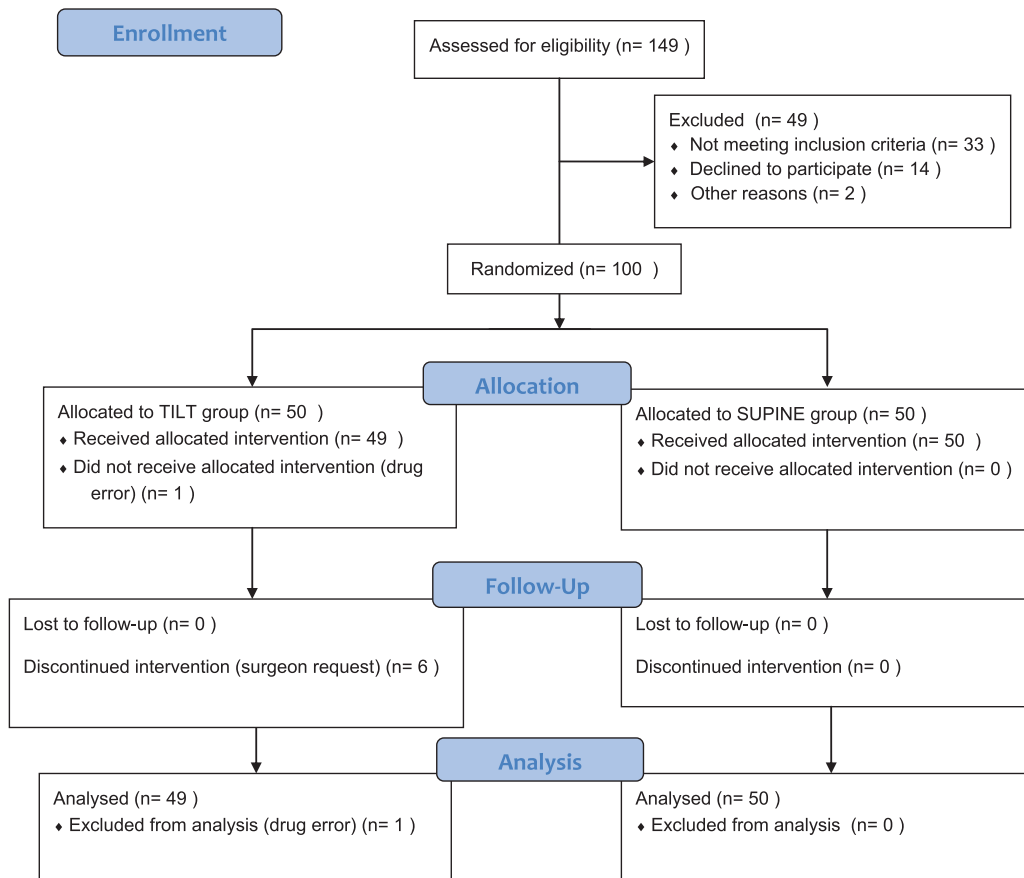 Enrollment
Assessed for eligibility (n= 149 )
Excluded (n= 49 )
♦ Not meeting inclusion criteria (n= 33 )
♦ Declined to participate (n= 14 )
♦ Other reasons (n= 2 )
Randomized (n= 100 )
Allocation
Allocated to TILT group (n= 50 )
♦ Received allocated intervention (n= 49 )
♦ Did not receive allocated intervention (drug
error) (n= 1 )
Allocated to SUPINE group (n= 50 )
♦ Received allocated intervention (n= 50 )
♦ Did not receive allocated intervention (n= 0 )
Follow-Up
Lost to follow-up (n= 0 )
Discontinued intervention (surgeon request) (n= 6 )
Lost to follow-up (n= 0 )
Discontinued intervention (n= 0 )
Analysis
Analysed (n= 49 )
♦ Excluded from analysis (drug error) (n= 1 )
Analysed (n= 50 )
♦ Excluded from analysis (n= 0 )